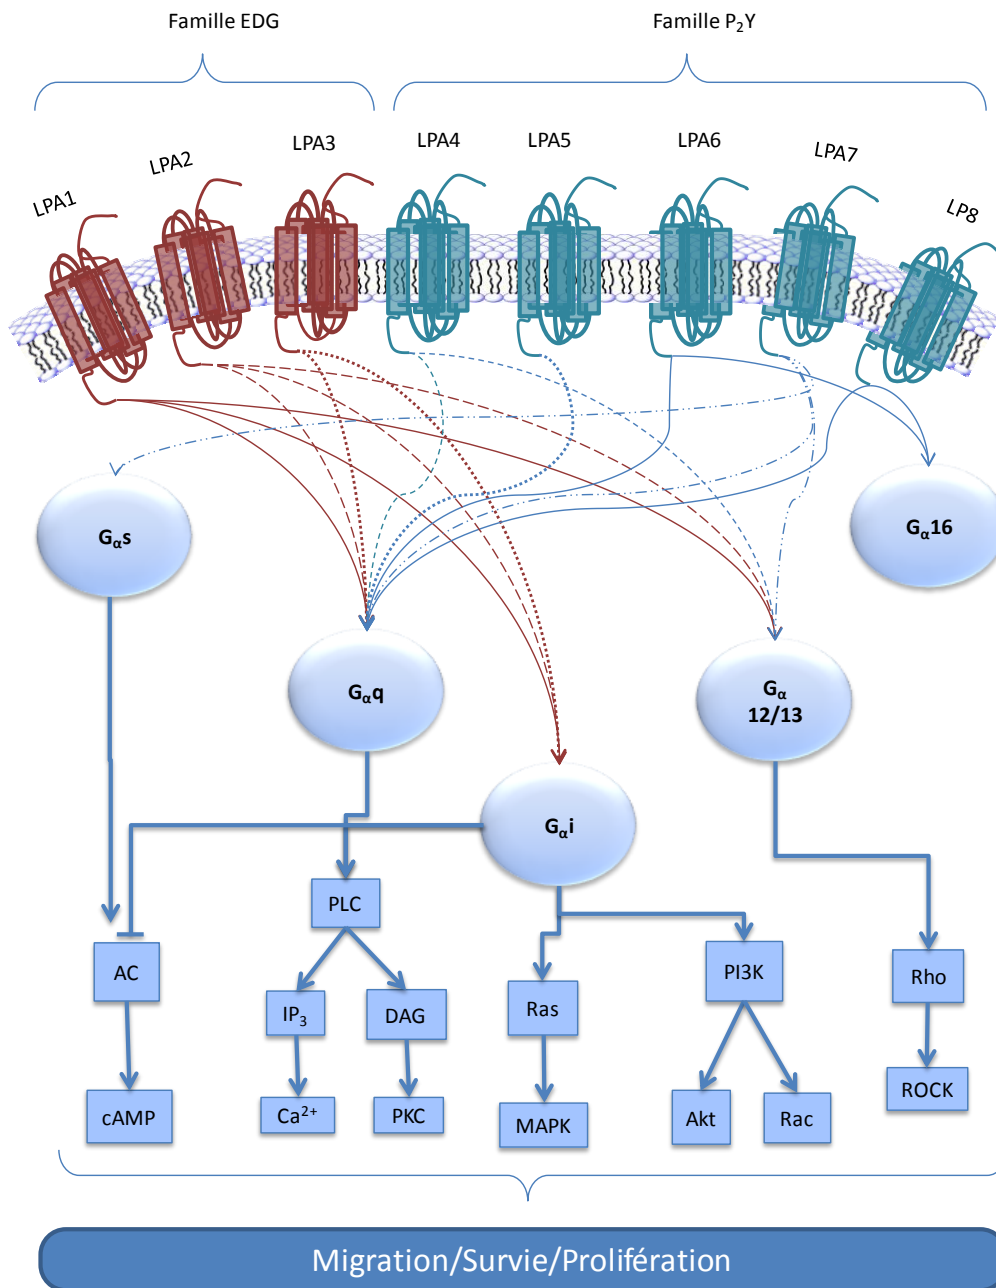 Famille EDG
Famille P₂Y
LPA1
LPA2
LPA3
LPA4
LPA5
LPA6
LPA7
LP8
Gαs
Gα16
Gαq
Gα
12/13
Gαi
PLC
AC
PI3K
Rho
IP₃
DAG
Ras
ROCK
cAMP
Ca²⁺
PKC
MAPK
Akt
Rac
Migration/Survie/Prolifération